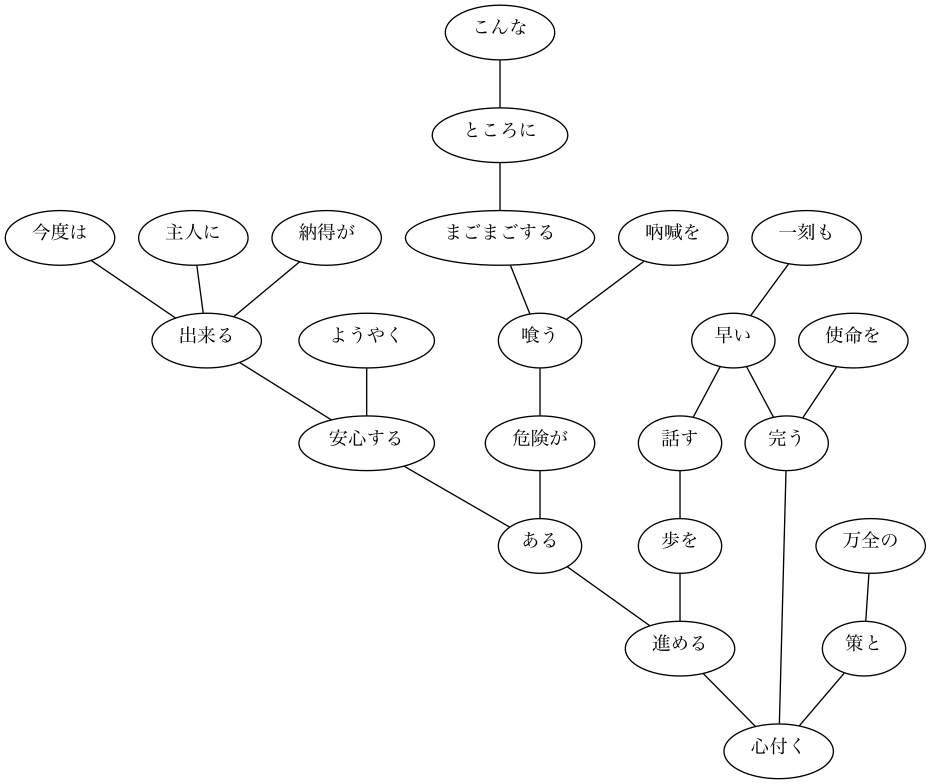 こんな
ところに
今度は
主人に
納得が
まごまごする
吶喊を
一刻も
出来る
ようやく
喰う
早い
使命を
安心する
危険が
話す
完う
ある
歩を
万全の
進める
策と
心付く